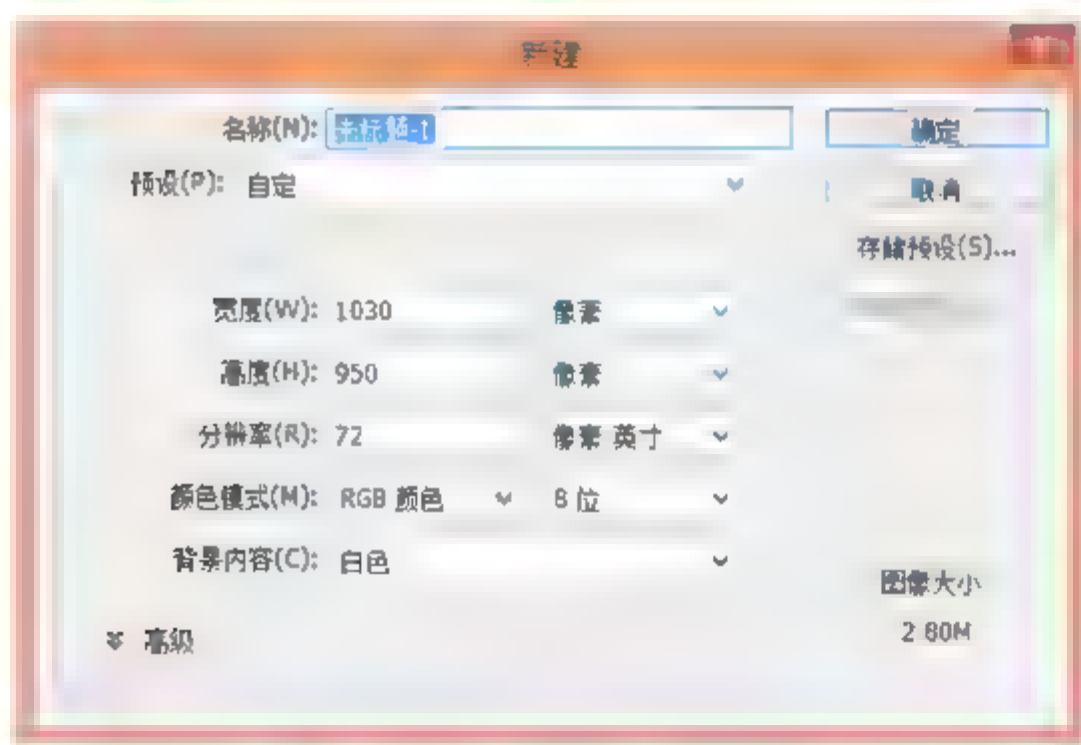 新建
名称(N): 未标题-1
确定
预设(P): 自定
取消
存储预设(S)...
宽度(W): 1030 像素
高度(H): 950 像素
分辨率(R): 72 像素 英寸
颜色模式(M): RGB 颜色 8 位
背景内容(C): 白色
图像大小
2.80M
高级